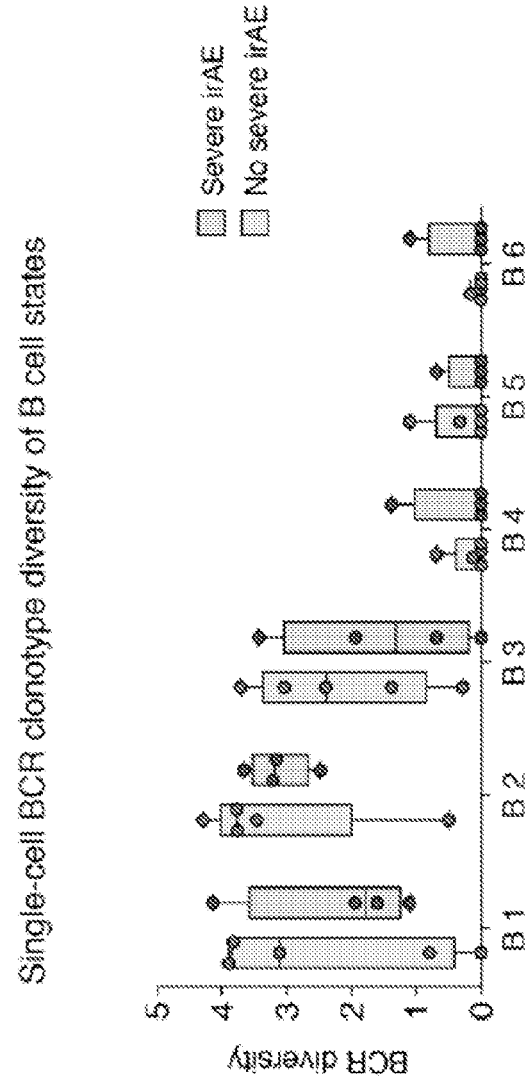 Single-cell BCR clonotype diversity of B cell states
Severe irAE
No severe irAE
BCR diversity
5
4
3
2
1
0
B1
B2
B3
B4
B5
B6